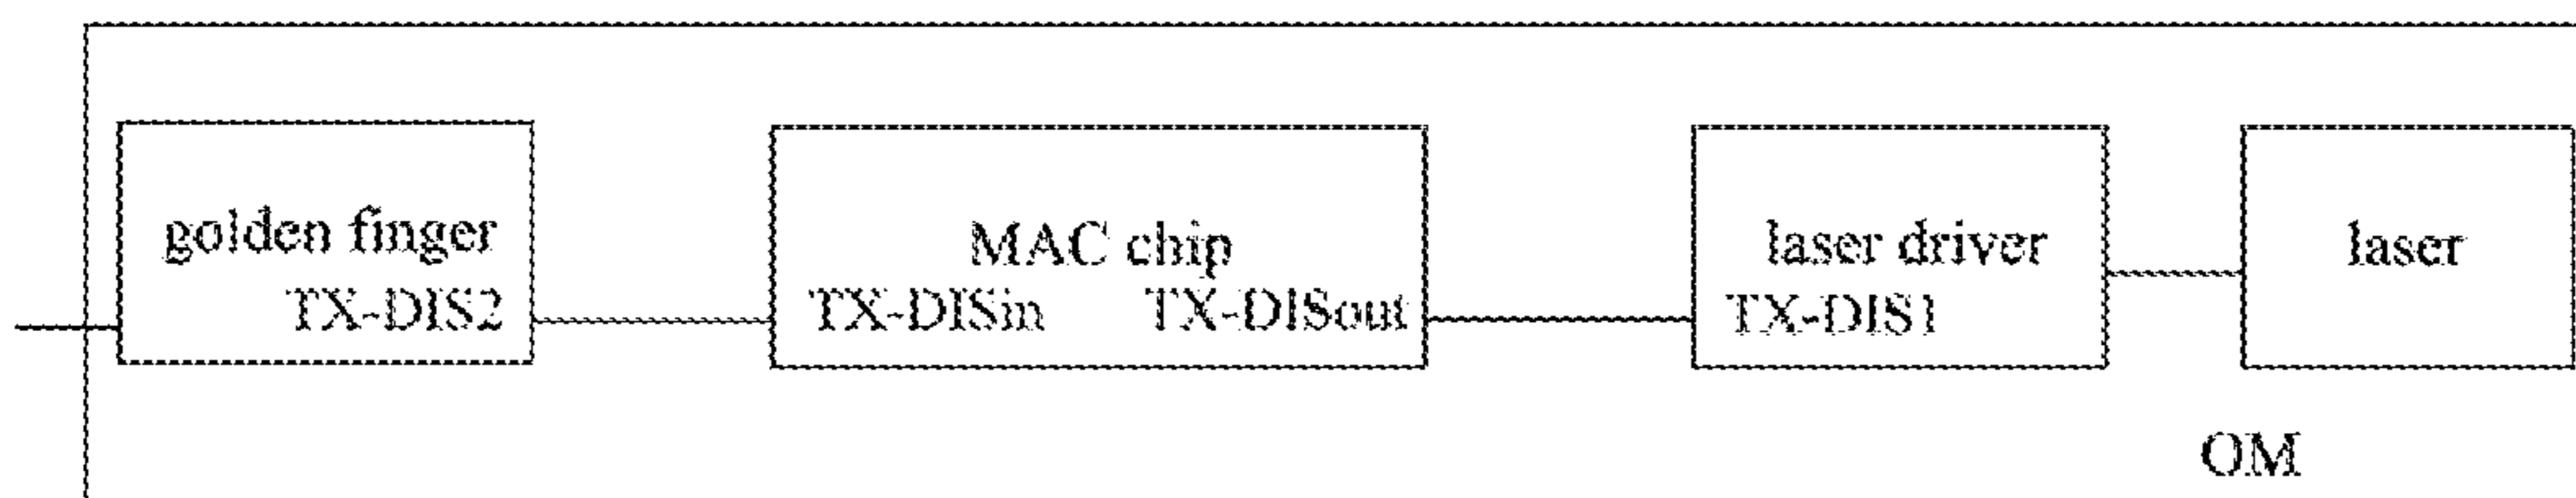 golden finger
TX-DIS2
MAC chip
TX-DISin TX-DISout
laser driver
TX-DIS1
laser
OM